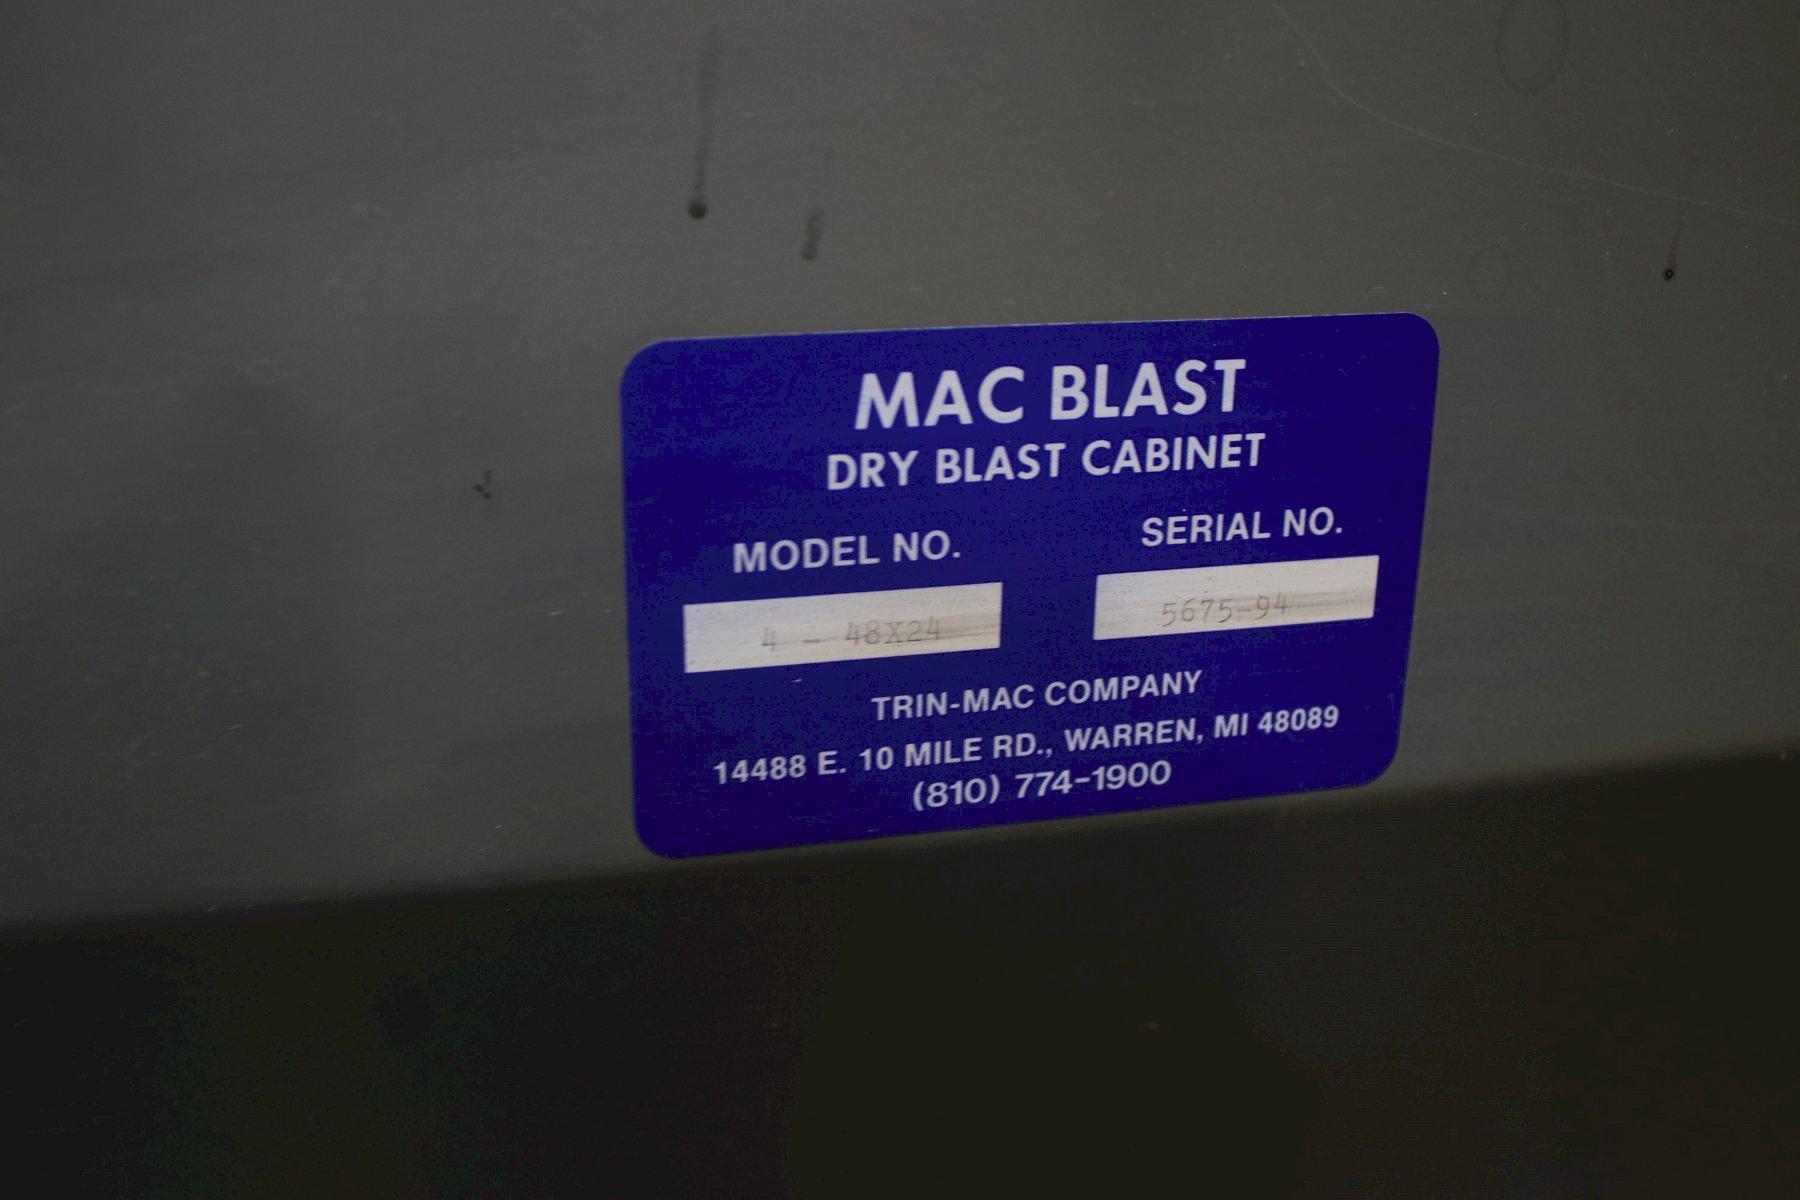 MAC BLAST
DRY BLAST CABINET
MODEL NO. SERIAL NO.
4 - 48X24 5675-94
TRIN-MAC COMPANY
14488 E. 10 MILE RD., WARREN, MI 48089
(810) 774-1900